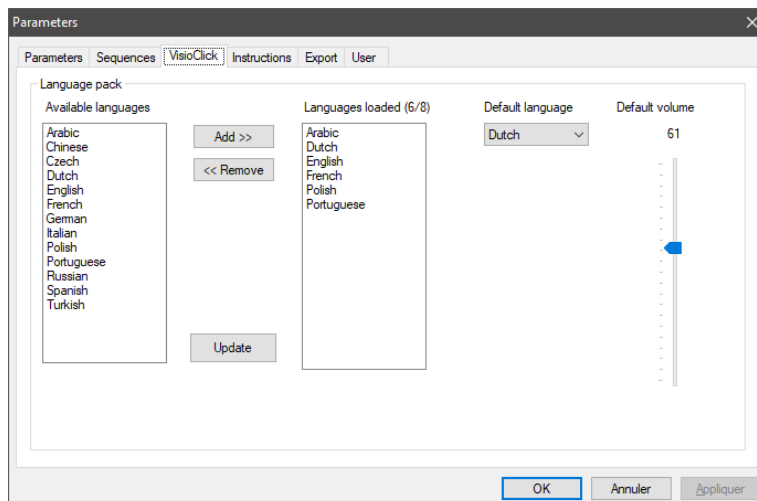 Parameters
Parameters Sequences VisioClick Instructions Export User
Language pack
Available languages
Arabic
Chinese
Czech
Dutch
English
French
German
Italian
Polish
Portuguese
Russian
Spanish
Turkish
Add >>
<< Remove
Update
Languages loaded (6/8)
Arabic
Dutch
English
French
Polish
Portuguese
Default language
Dutch
Default volume
61
OK Annuler Appliquer